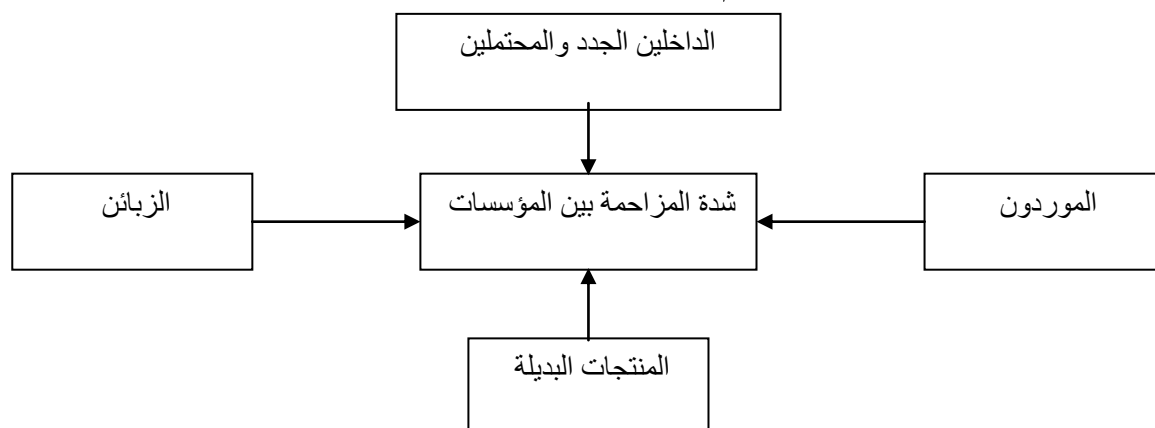 الداخلين الجدد والمحتملين
الموردون
شدة المزاحمة بين المؤسسات
الزبائن
المنتجات البديلة